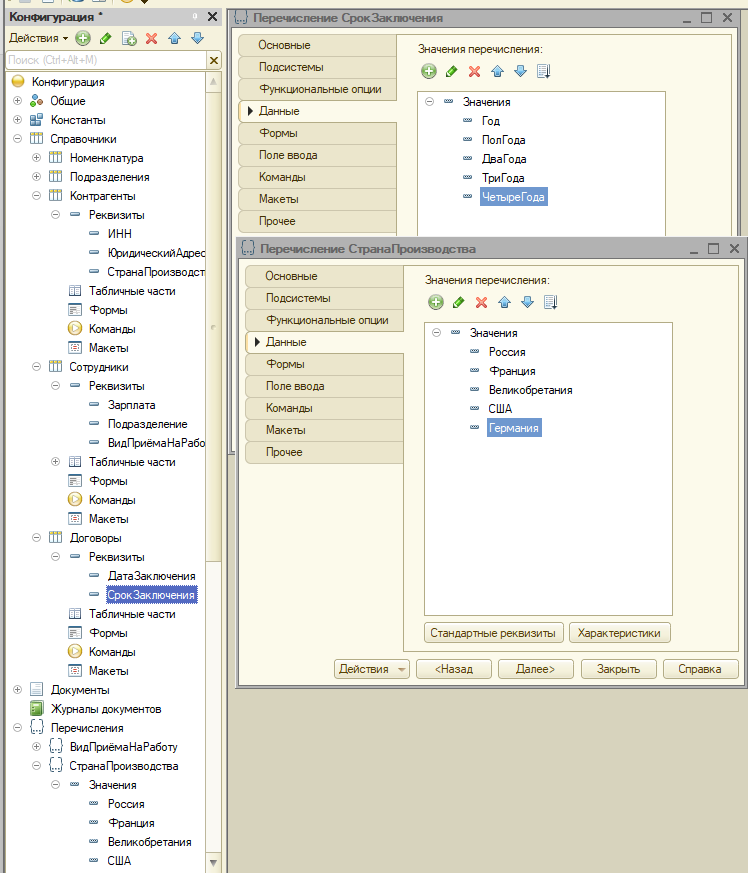 Конфигурация *
Действия
Поиск (Ctrl+Alt+M)
Конфигурация
Общие
Константы
Справочники
Номенклатура
Подразделения
Контрагенты
Реквизиты
ИНН
ЮридическийАдрес
СтранаПроизводст
Табличные части
Формы
Команды
Макеты
Сотрудники
Реквизиты
Зарплата
Подразделение
ВидПриёмаНаРабо
Табличные части
Формы
Команды
Макеты
Договоры
Реквизиты
ДатаЗаключения
СрокЗаключения
Табличные части
Формы
Команды
Макеты
Документы
Журналы документов
Перечисления
ВидПриёмаНаРаботу
СтранаПроизводства
Значения
Россия
Франция
Великобретания
США
Перечисление СрокЗаключения
Основные
Подсистемы
Функциональные опции
Данные
Формы
Поле ввода
Команды
Макеты
Прочее
Значения перечисления:
Значения
Год
ПолГода
ДваГода
ТриГода
ЧетыреГода
Перечисление СтранаПроизводства
Основные
Подсистемы
Функциональные опции
Данные
Формы
Поле ввода
Команды
Макеты
Прочее
Значения перечисления:
Значения
Россия
Франция
Великобретания
США
Германия
Стандартные реквизиты
Характеристики
Действия
<Назад
Далее>
Закрыть
Справка